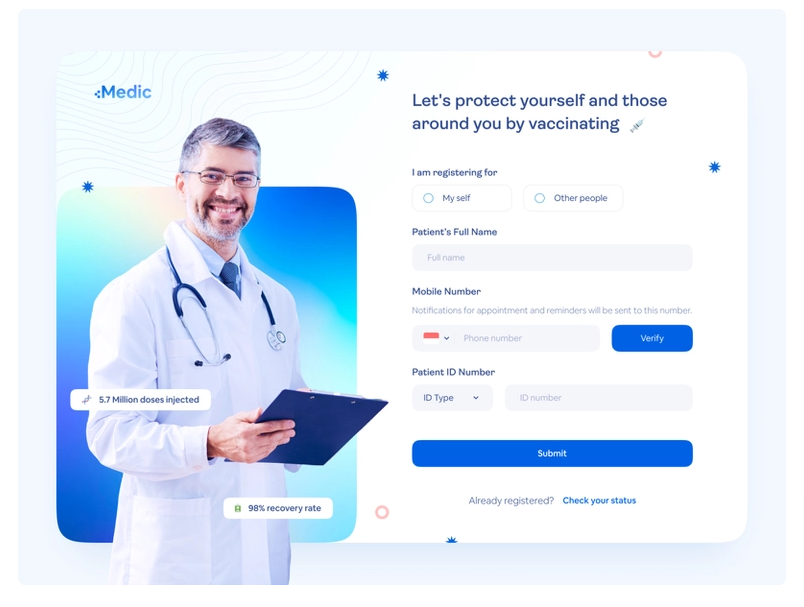 Medic
Let's protect yourself and those
around you by vaccinating
I am registering for
My self
Other people
Patient's Full Name
Full name
Mobile Number
Notifications for appointment and reminders will be sent to this number.
Phone number
Verify
Patient ID Number
ID Type
ID number
5.7 Million doses injected
Submit
98% recovery rate
Already registered? Check your status